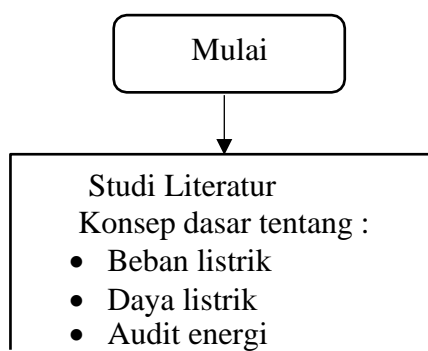 Mulai
Studi Literatur
Konsep dasar tentang :
• Beban listrik
• Daya listrik
• Audit energi